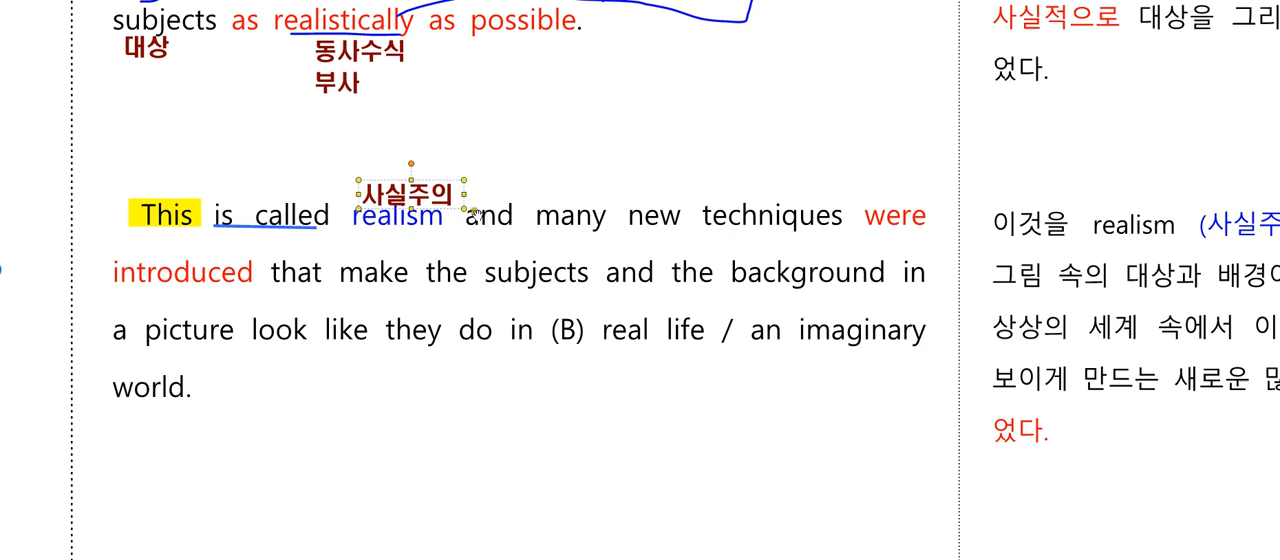 subjects as realistically as possible.
대상
동사수식
부사
사실주의
This is called realism and many new techniques were
introduced that make the subjects and the background in
a picture look like they do in (B) real life / an imaginary
world.
사실적으로 대상을 그리
었다.
이것을 realism (사실주
그림 속의 대상과 배경이
상상의 세계 속에서 이
보이게 만드는 새로운
었다.